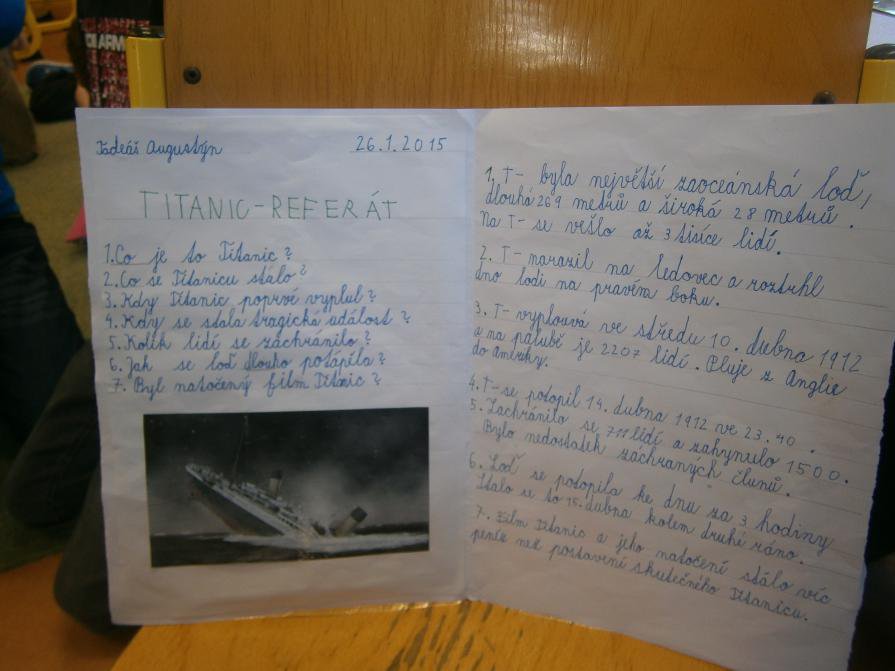 Tadeáš Augustýn
26.1.2015
TITANIC-REFERÁT
1. Co je to Titanic?
2. Co se Titanicu stalo?
3. Kdy Titanic poprvé vyplul?
4. Kdy se stala tragická událost?
5. Kolik lidí se zachránilo?
6. Jak se loď dlouho potápěla?
7. Byl natočený film Titanic?
1. T- byla největší zaoceánská loď,
dlouhá 269 metrů a široká 28 metrů.
Na T- se vešlo až 3 tisíce lidí.
2. T- narazil na ledovec a roztrhl
dno lodi na pravém boku.
3. T- vyplouvá ve středu 10. dubna 1912
a na palubě je 2207 lidí. Pluje z Anglie
do Ameriky.
4. T- se potopil 14. dubna 1912 ve 23.40.
5. Zachránilo se 711 lidí a zahynulo 1500.
Bylo nedostatek záchraných člunů.
6. Loď se potopila ke dnu za 3 hodiny
Stalo se to 15. dubna kolem druhé ráno.
7. Film Titanic a jeho natočení stálo víc
peněz než postavení skutečného Titanicu.